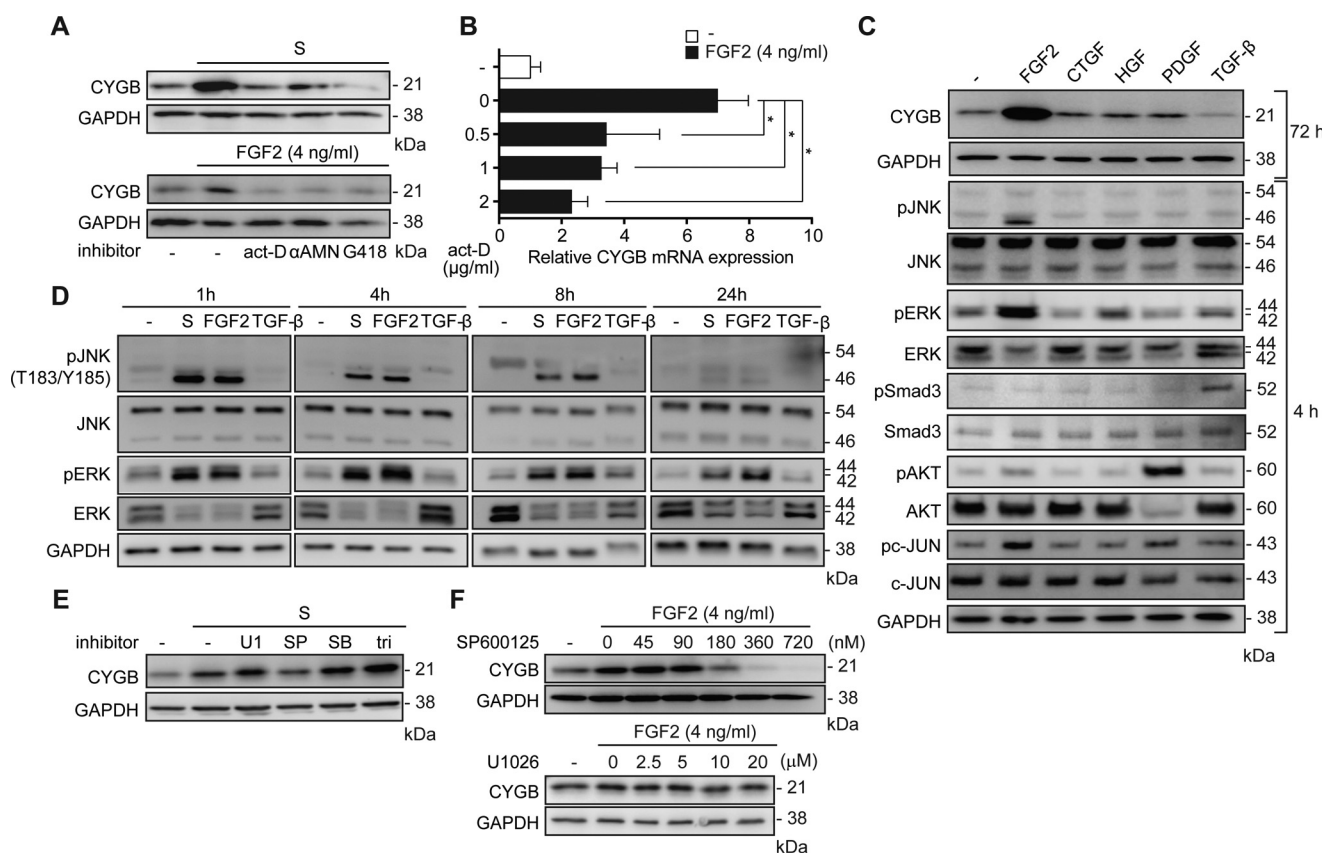 A
S
CYGB
- 21
GAPDH
- 38
kDa
FGF2 (4 ng/ml)
CYGB
- 21
GAPDH
- 38
inhibitor - - act-D αAMN G418 kDa
B
-
FGF2 (4 ng/ml)
-
0
0.5
1
2
*
*
*
act-D
(μg/ml)
0 2 4 6 8 10
Relative CYGB mRNA expression
C
- FGF2 CTGF HGF PDGF TGF-β
CYGB - 21
GAPDH - 38
72 h
pJNK - 54
- 46
JNK - 54
- 46
pERK 44
42
ERK 44
42
pSmad3 - 52
Smad3 - 52
pAKT - 60
AKT - 60
pc-JUN - 43
c-JUN - 43
GAPDH - 38
4 h
kDa
D
1h 4h 8h 24h
- S FGF2 TGF-β - S FGF2 TGF-β - S FGF2 TGF-β - S FGF2 TGF-β
pJNK
(T183/Y185)
- 54
- 46
JNK
- 54
- 46
pERK
44
42
ERK
44
42
GAPDH - 38
kDa
E
S
inhibitor - - U1 SP SB tri
CYGB - 21
GAPDH - 38
kDa
F
FGF2 (4 ng/ml)
SP600125 - 0 45 90 180 360 720 (nM)
CYGB - 21
GAPDH - 38
kDa
FGF2 (4 ng/ml)
U1026 - 0 2.5 5 10 20 (μM)
CYGB - 21
GAPDH - 38
kDa